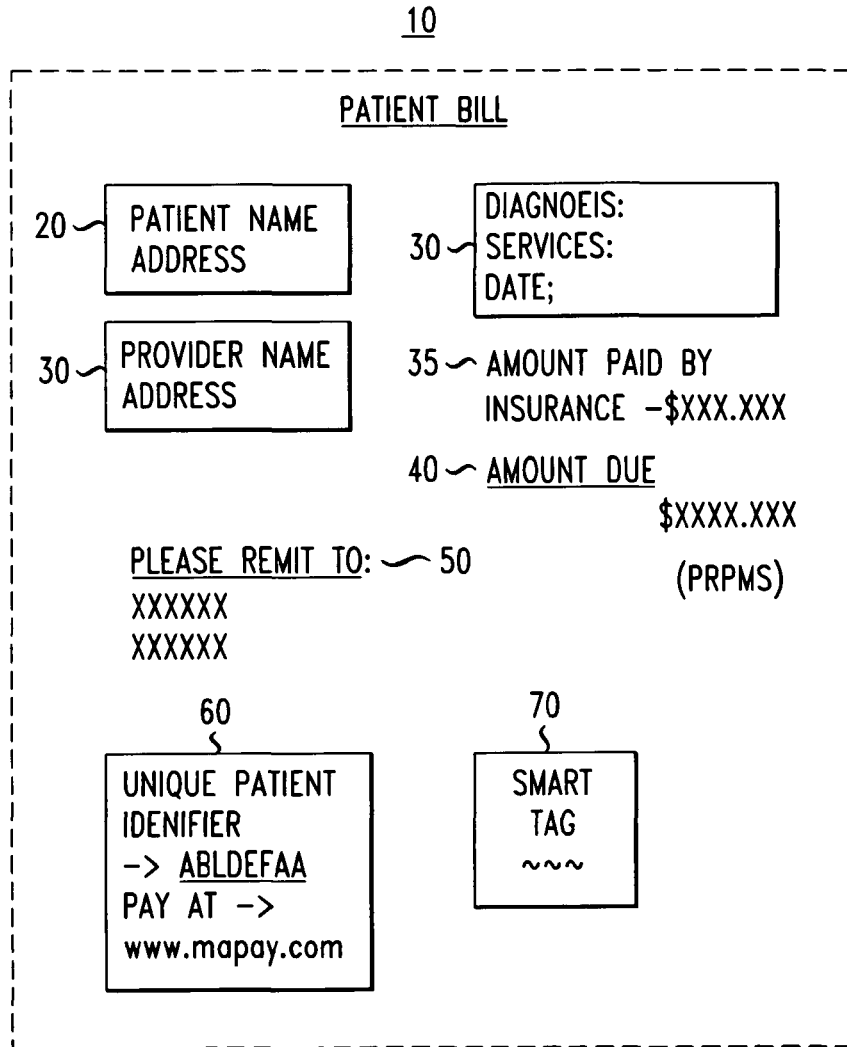 10
PATIENT BILL
20 ~ PATIENT NAME
ADDRESS
30 ~ DIAGNOEIS:
SERVICES:
DATE;
30 ~ PROVIDER NAME
ADDRESS
35 ~ AMOUNT PAID BY
INSURANCE -$XXX.XXX
40 ~ AMOUNT DUE
$XXXX.XXX
(PRPMS)
PLEASE REMIT TO: ~ 50
XXXXXX
XXXXXX
60
UNIQUE PATIENT
IDENIFIER
-> ABLDEFAA
PAY AT ->
www.mapay.com
70
SMART
TAG
~~~